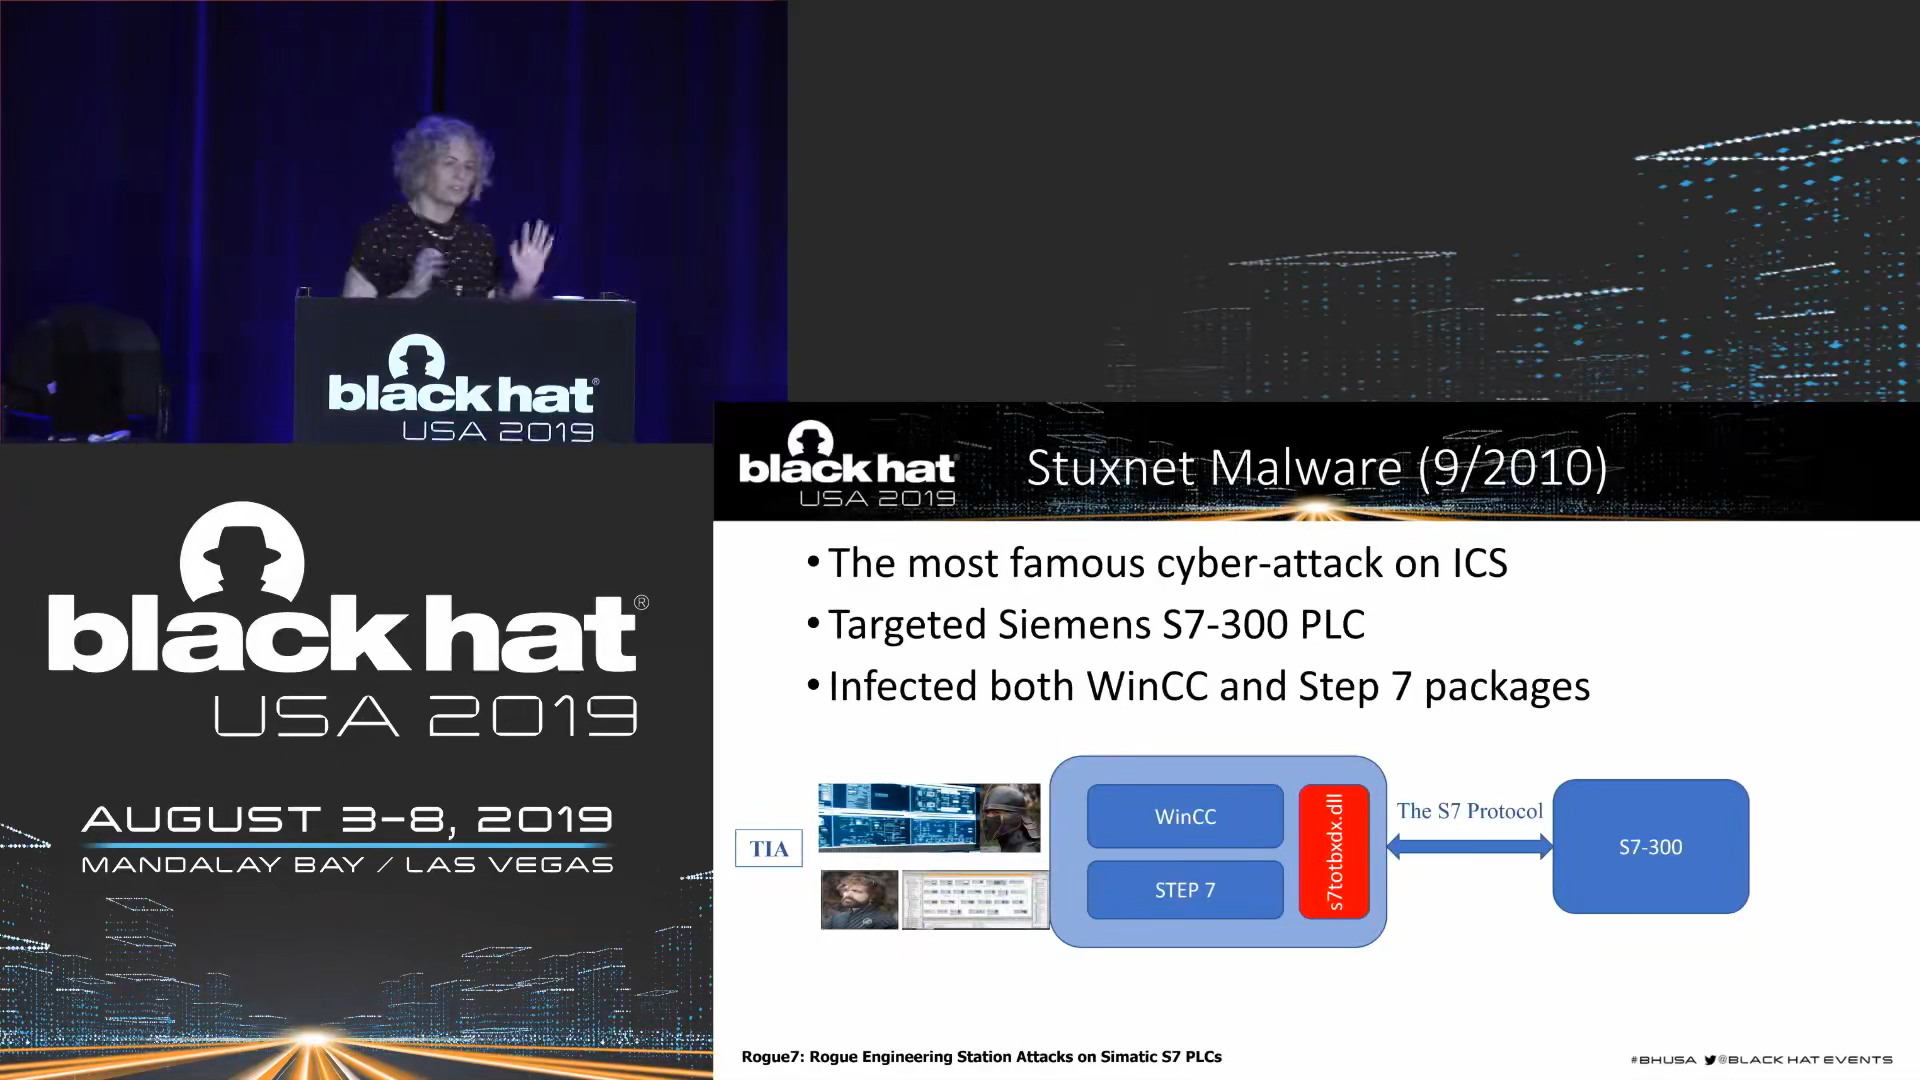 black hat®
USA 2019
black hat®
USA 2019
AUGUST 3–8, 2019
MANDALAY BAY / LAS VEGAS
black hat®
USA 2019
Stuxnet Malware (9/2010)
• The most famous cyber-attack on ICS
• Targeted Siemens S7-300 PLC
• Infected both WinCC and Step 7 packages
TIA
WinCC
STEP 7
s7otbxdx.dll
The S7 Protocol
S7-300
Rogue7: Rogue Engineering Station Attacks on Simatic S7 PLCs
#BHUSA @BLACK HAT EVENTS